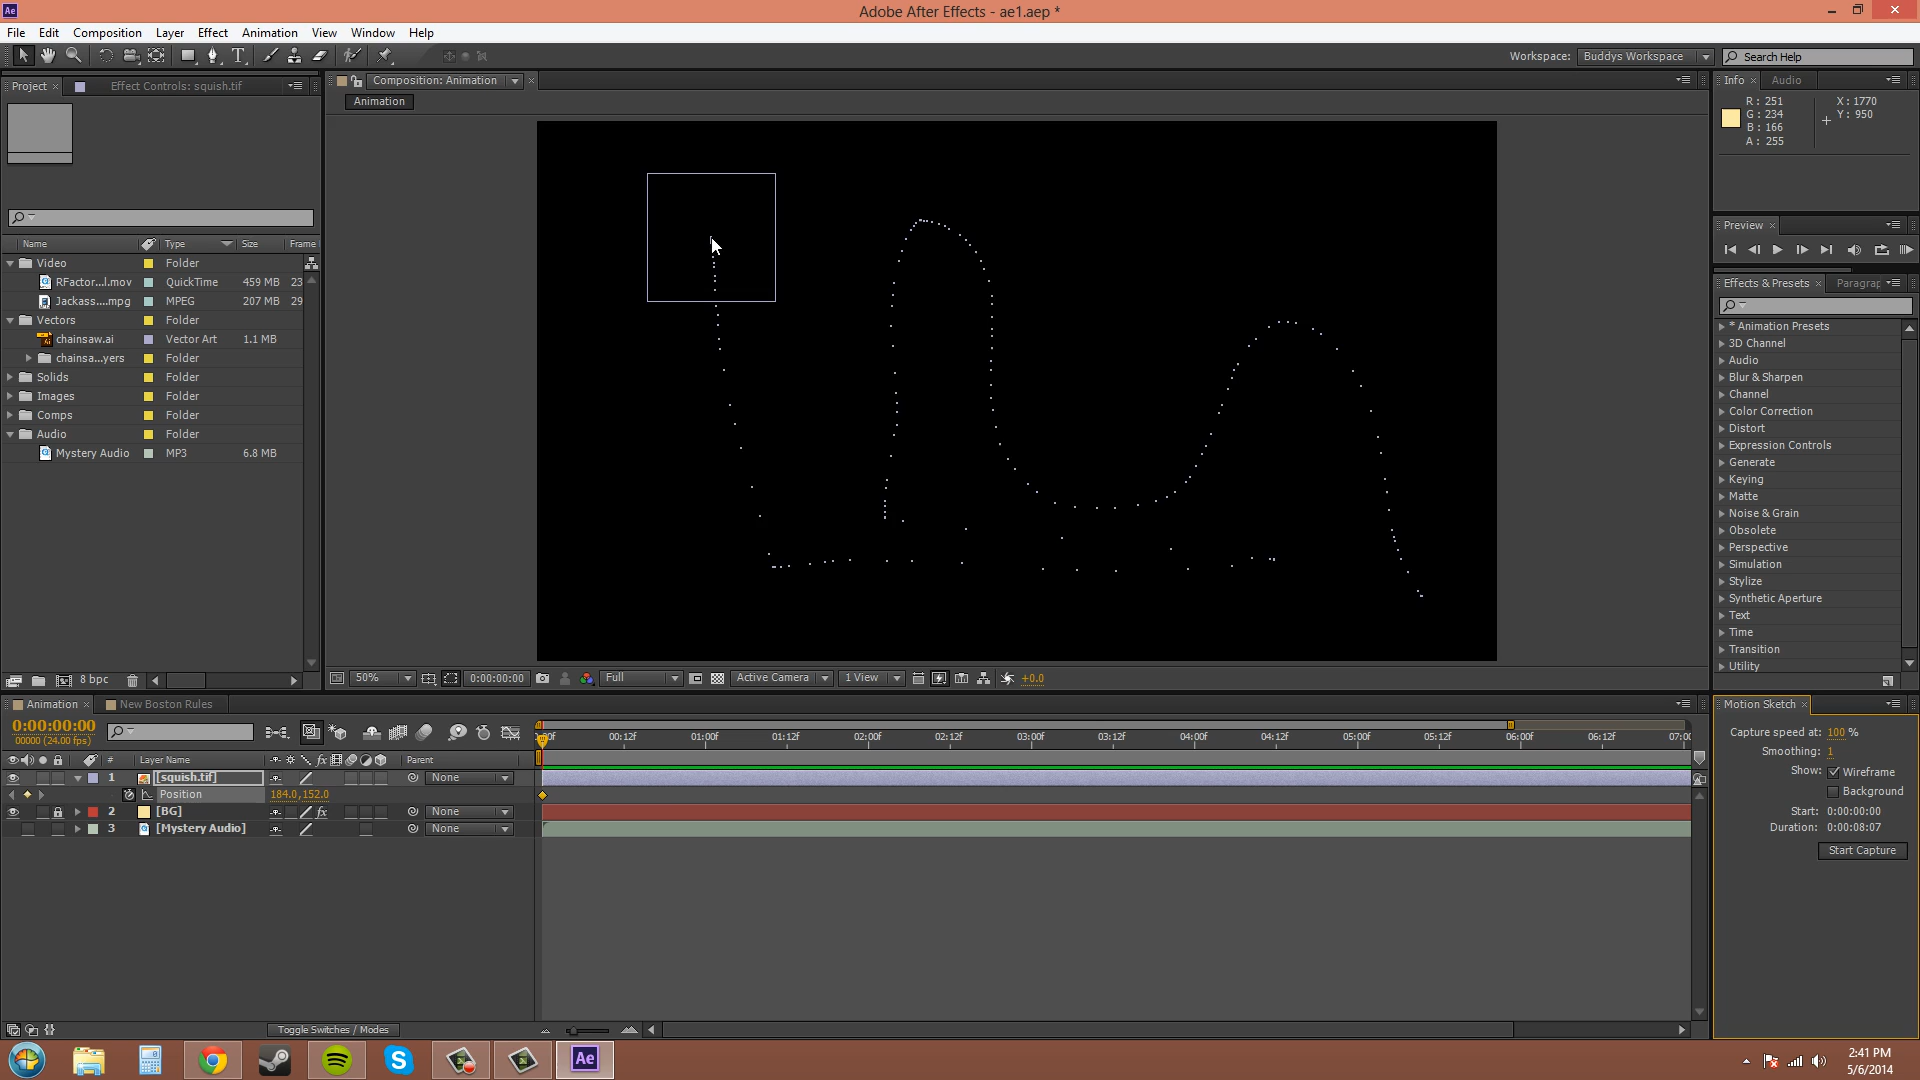 Ae
Adobe After Effects - ae1.aep *
File Edit Composition Layer Effect Animation View Window Help
Workspace: Buddys Workspace
Search Help
Project
Effect Controls: squish.tif
Composition: Animation
Animation
Name Type Size Frame
Video Folder
RFactor...l.mov QuickTime 459 MB 23
Jackass....mpg MPEG 207 MB 29
Vectors Folder
chainsaw.ai Vector Art 1.1 MB
chainsa...yers Folder
Solids Folder
Images Folder
Comps Folder
Audio Folder
Mystery Audio MP3 6.8 MB
8 bpc
50% 0:00:00:00 Full Active Camera 1 View +0.0
Info Audio
R: 251 X: 1770
G: 234 Y: 950
B: 166
A: 255
Preview
Effects & Presets Paragrap
* Animation Presets
3D Channel
Audio
Blur & Sharpen
Channel
Color Correction
Distort
Expression Controls
Generate
Keying
Matte
Noise & Grain
Obsolete
Perspective
Simulation
Stylize
Synthetic Aperture
Text
Time
Transition
Utility
Animation New Boston Rules
0:00:00:00
00000 (24.00 fps)
00:12f 01:00f 01:12f 02:00f 02:12f 03:00f 03:12f 04:00f 04:12f 05:00f 05:12f 06:00f 06:12f 07:00
# Layer Name fx Parent
1 [squish.tif] None
Position 184.0,152.0
2 [BG] fx None
3 [Mystery Audio] None
Toggle Switches / Modes
Motion Sketch
Capture speed at: 100 %
Smoothing: 1
Show: Wireframe
Background
Start: 0:00:00:00
Duration: 0:00:08:07
Start Capture
Ae
2:41 PM
5/6/2014